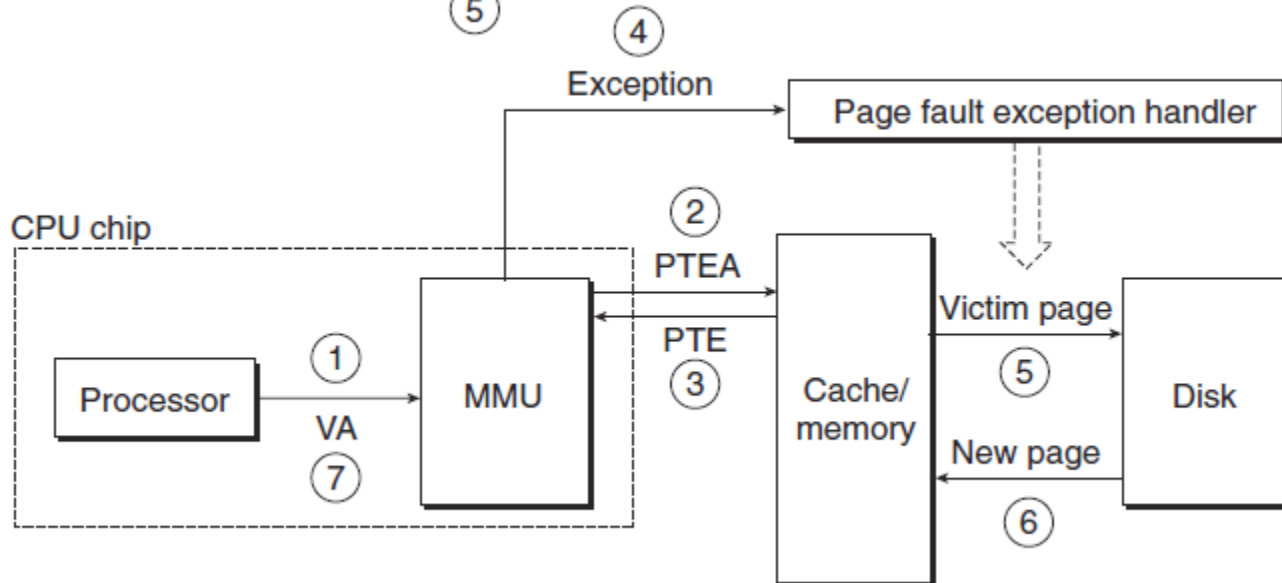 5
4
Exception
Page fault exception handler
2
CPU chip
PTEA
Victim page
1
PTE
5
3
Processor
MMU
Cache/
memory
Disk
VA
7
New page
6